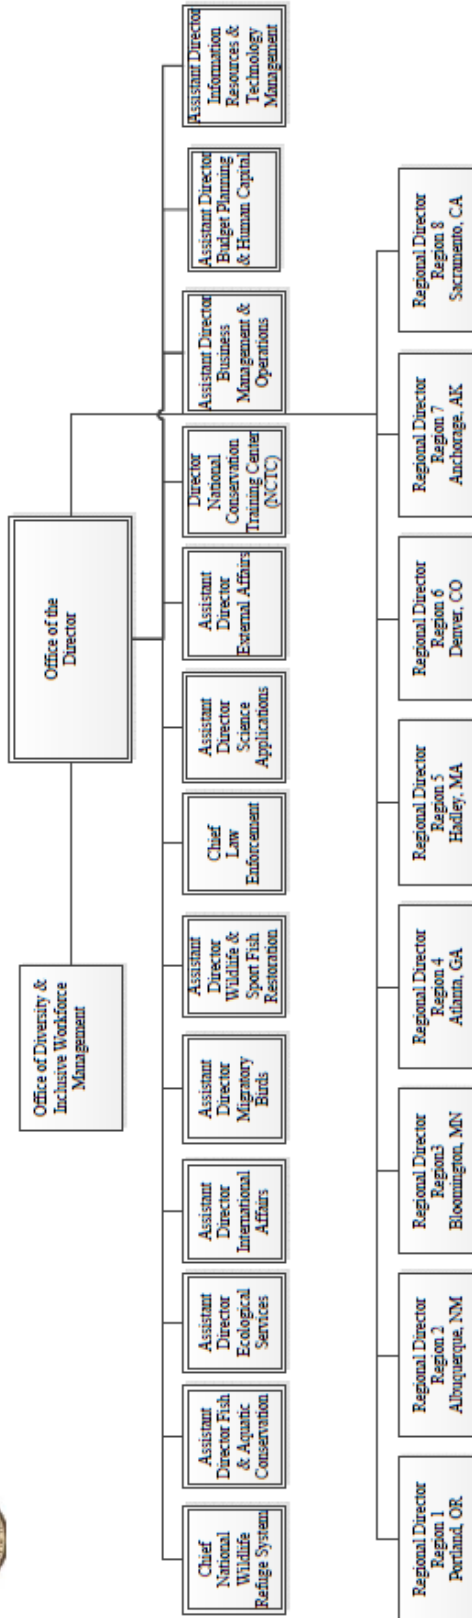 Office of the
Director
Office of Diversity &
Inclusive Workforce
Management
Chief
National
Wildlife
Refuge System
Assistant
Director Fish
& Aquatic
Conservation
Assistant
Director
Ecological
Services
Assistant
Director
International
Affairs
Assistant
Director
Migratory
Birds
Assistant
Director
Wildlife &
Sport Fish
Restoration
Chief
Law
Enforcement
Assistant
Director
Science
Applications
Assistant
Director
External Affairs
Director
National
Conservation
Training Center
(NCTC)
Assistant Director
Business
Management &
Operations
Assistant Director
Budget Planning
& Human Capital
Assistant Director
Information
Resources &
Technology
Management
Regional Director
Region 1
Portland, OR
Regional Director
Region 2
Albuquerque, NM
Regional Director
Region3
Bloomington, MN
Regional Director
Region 4
Atlanta, GA
Regional Director
Region 5
Hadley, MA
Regional Director
Region 6
Denver, CO
Regional Director
Region 7
Anchorage, AK
Regional Director
Region 8
Sacramento, CA